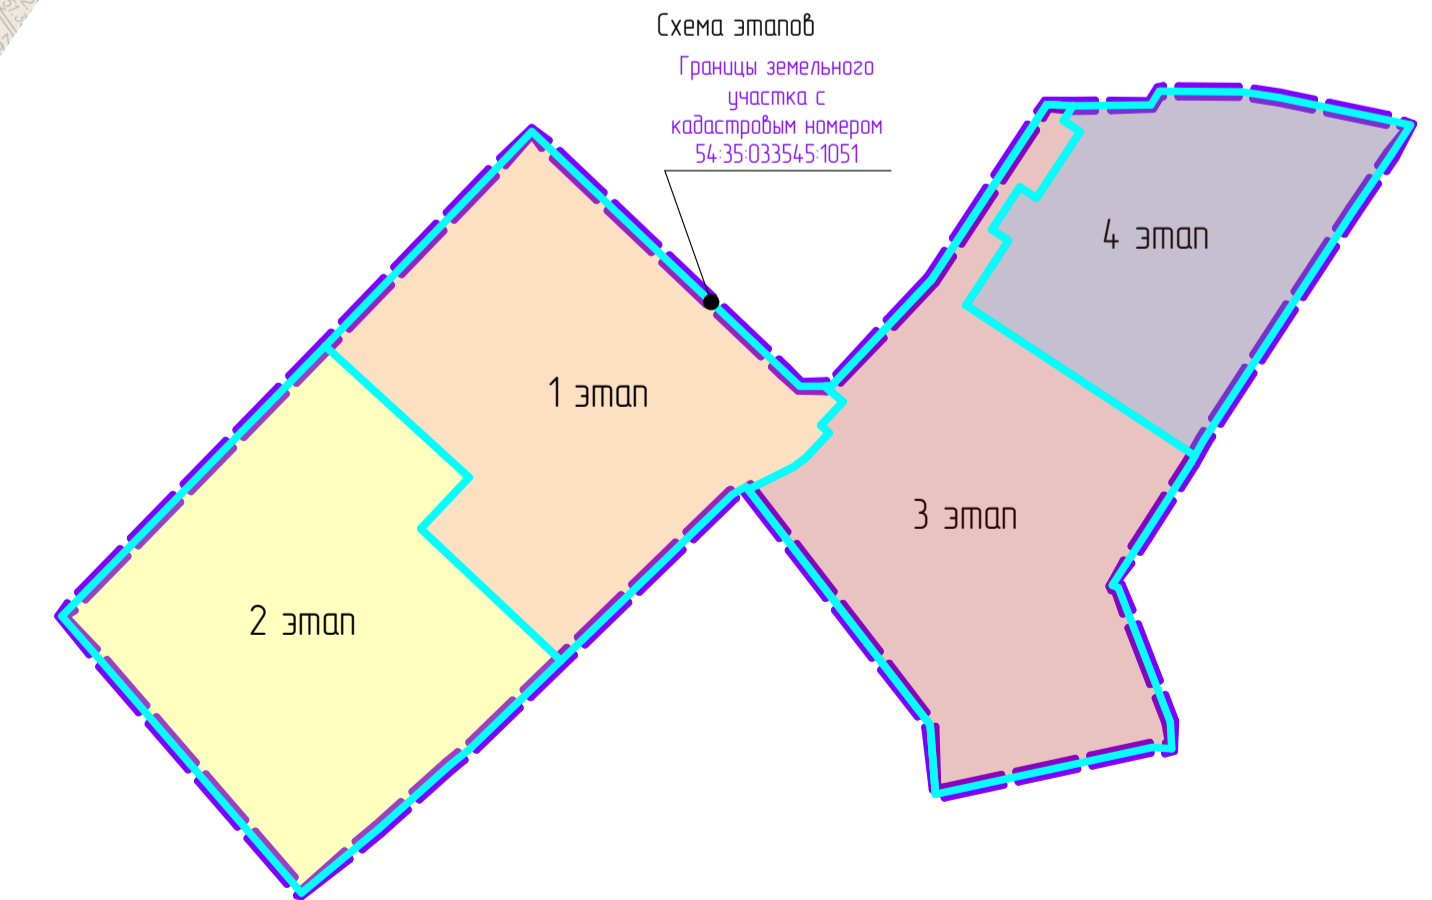 Схема этапов
Границы земельного
участка с
кадастровым номером
54:35:033545:1051
4 этап
1 этап
3 этап
2 этап